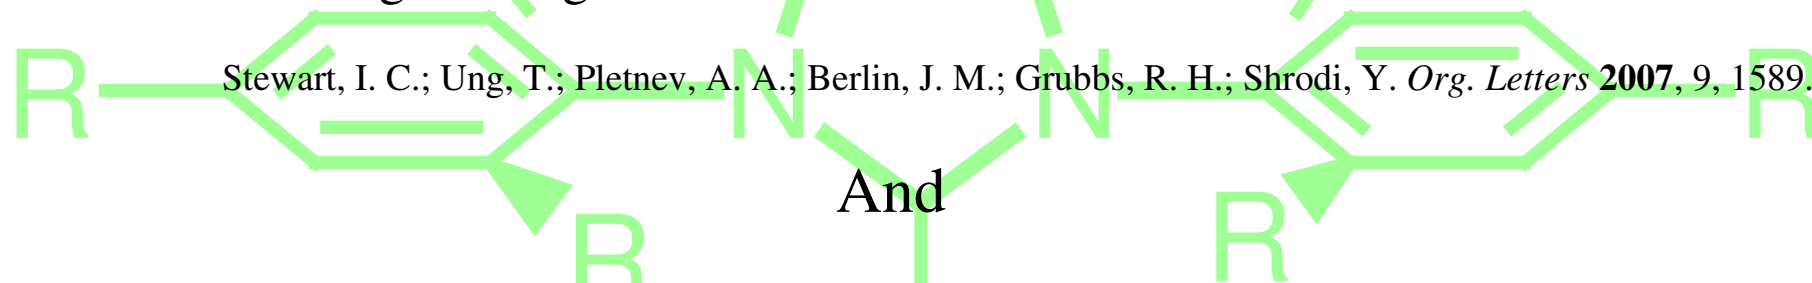 Stewart, I. C.; Ung, T.; Pletnev, A. A.; Berlin, J. M.; Grubbs, R. H.; Shrodi, Y. Org. Letters 2007, 9, 1589.
R N N R
And
R R